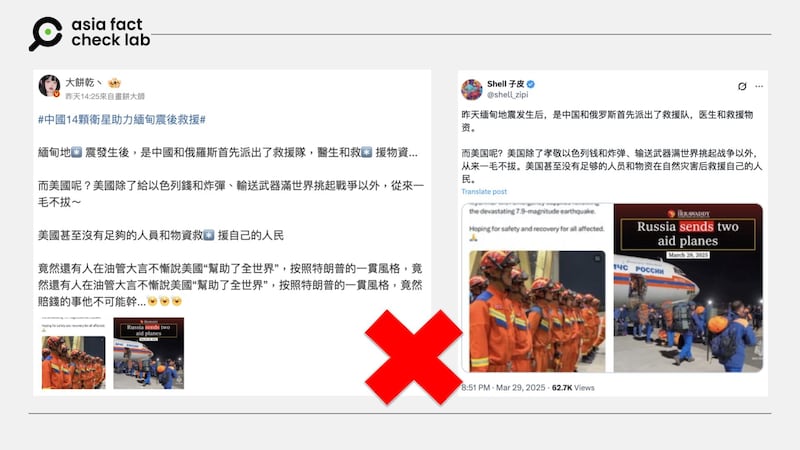 asia fact
check lab
大餅乾丶
昨天14:25來自畫餅大師
#中國14顆衛星助力緬甸震後救援#
緬甸地✳️ 震發生後，是中國和俄羅斯首先派出了救援隊，醫生和救✳️ 援物資...
而美國呢？美國除了給以色列錢和炸彈、輸送武器滿世界挑起戰爭以外，從來一
毛不拔～
美國甚至沒有足夠的人員和物資救✳️ 援自己的人民
竟然還有人在油管大言不慚說美國“幫助了全世界”，按照特朗普的一貫風格，竟
然還有人在油管大言不慚說美國“幫助了全世界”，按照特朗普的一貫風格，竟然
賠錢的事他不可能幹...
Hoping for safety and recovery for all affected.
Russia sends two
aid planes
Shell 子皮
@shell_zipi
昨天缅甸地震发生后，是中国和俄罗斯首先派出了救援队，医生和救援物
资。
而美国呢？美国除了孝敬以色列钱和炸弹、输送武器满世界挑起战争以外，
从来一毛不拔。美国甚至没有足够的人员和物资在自然灾害后救援自己的人
民。
Translate post
the devastating 7.9-magnitude earthquake.
Hoping for safety and recovery for all affected.
THE IRRAWADDY
Russia sends two
aid planes
March 29, 2025
МЧС РОССИИ
8:51 PM · Mar 29, 2025 · 62.7K Views